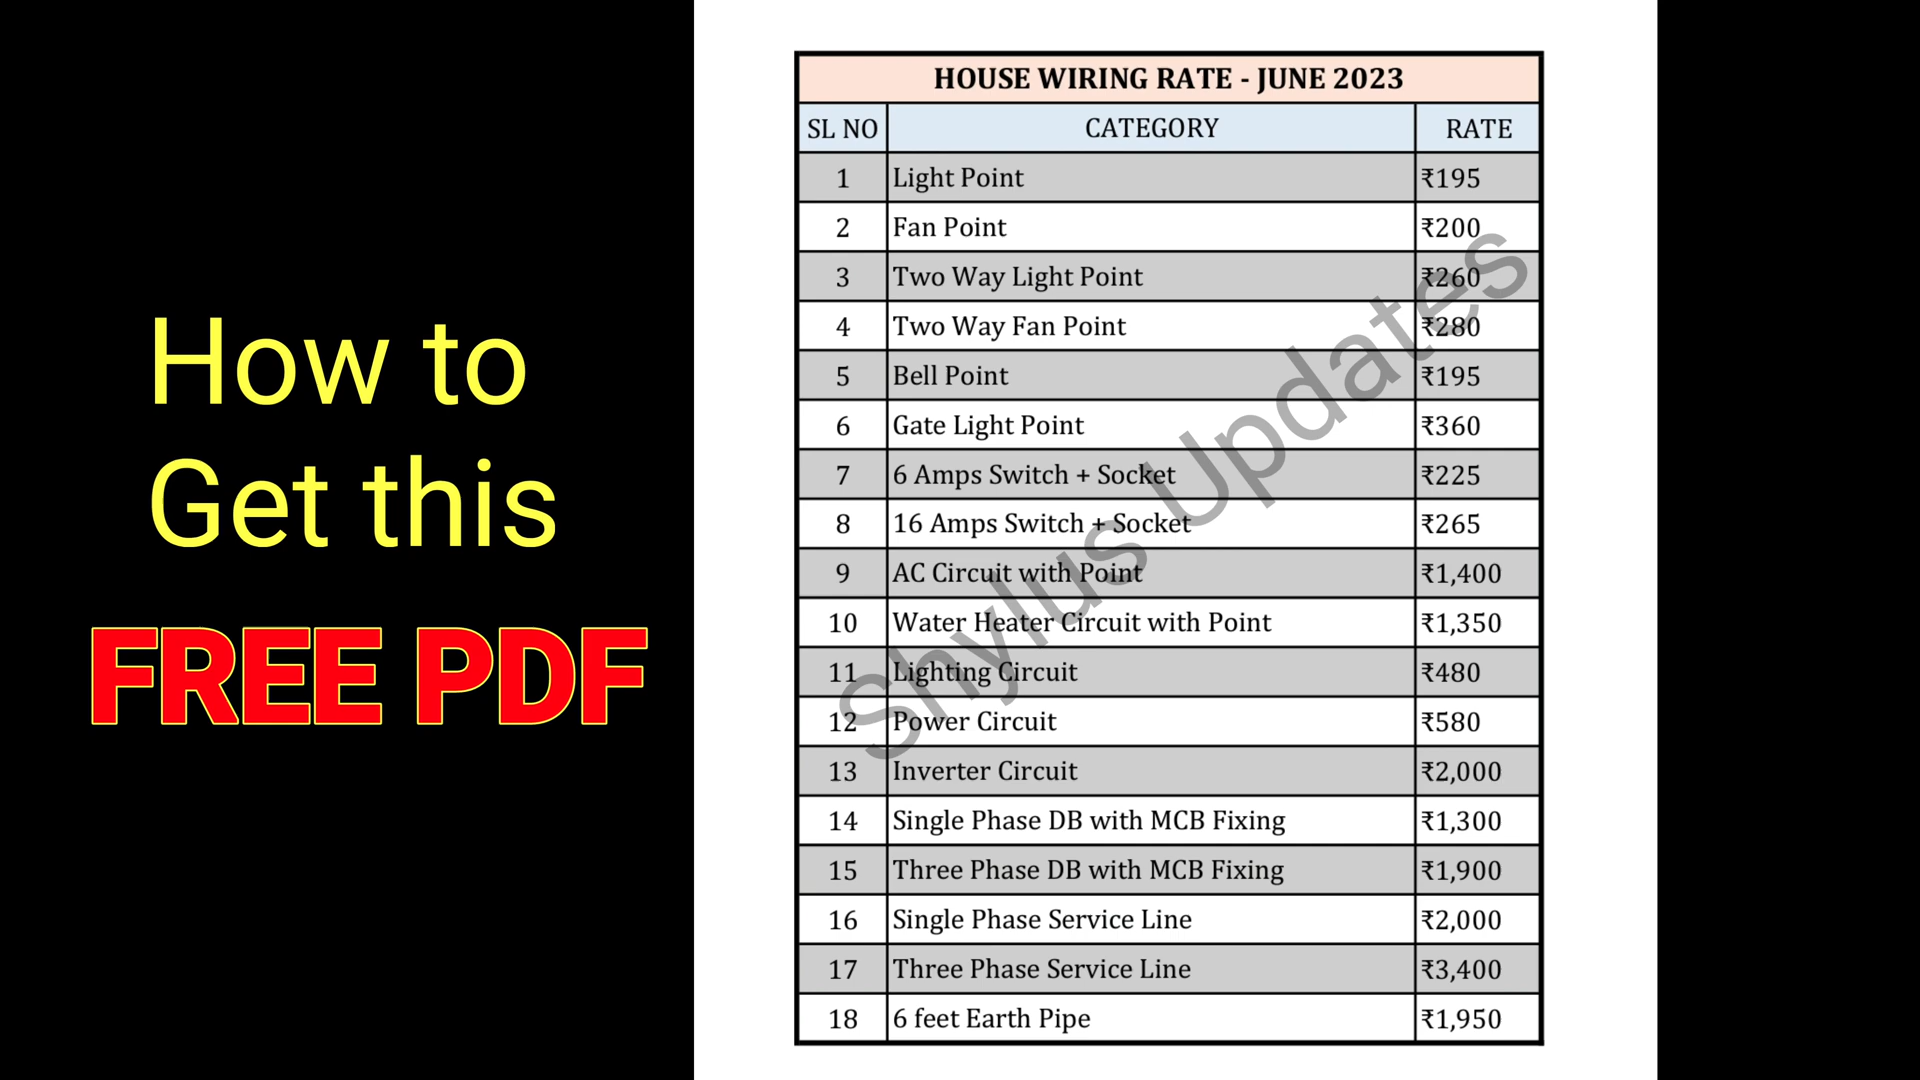 How to
Get this
FREE PDF
HOUSE WIRING RATE - JUNE 2023
SL NO CATEGORY RATE
1 Light Point ₹195
2 Fan Point ₹200
3 Two Way Light Point ₹260
4 Two Way Fan Point ₹280
5 Bell Point ₹195
6 Gate Light Point ₹360
7 6 Amps Switch + Socket ₹225
8 16 Amps Switch + Socket ₹265
9 AC Circuit with Point ₹1,400
10 Water Heater Circuit with Point ₹1,350
11 Lighting Circuit ₹480
12 Power Circuit ₹580
13 Inverter Circuit ₹2,000
14 Single Phase DB with MCB Fixing ₹1,300
15 Three Phase DB with MCB Fixing ₹1,900
16 Single Phase Service Line ₹2,000
17 Three Phase Service Line ₹3,400
18 6 feet Earth Pipe ₹1,950
Shylus Updates